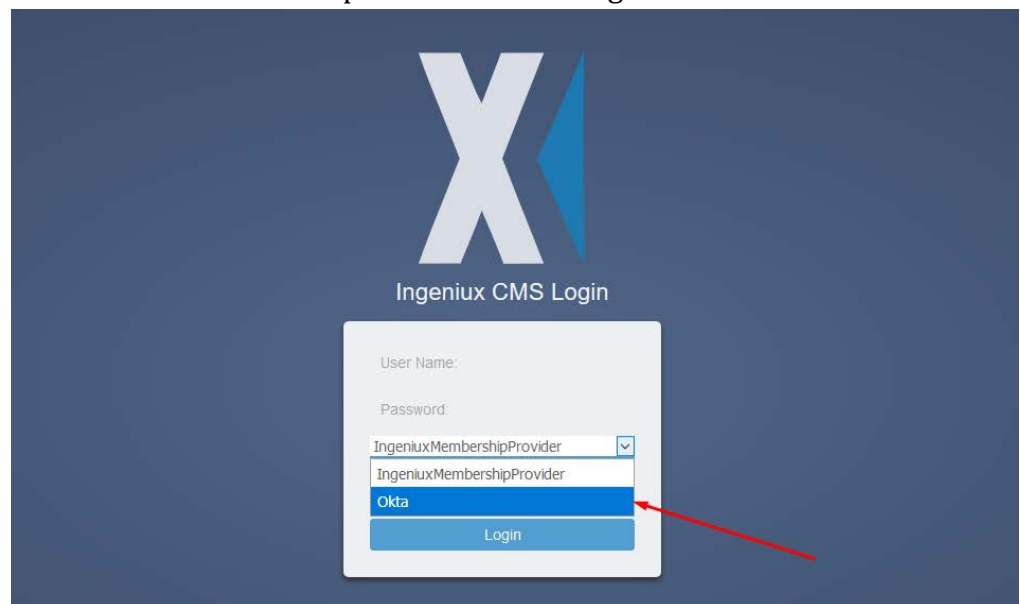 Ingeniux CMS Login
User Name:
Password:
IngeniuxMembershipProvider
IngeniuxMembershipProvider
Okta
Login